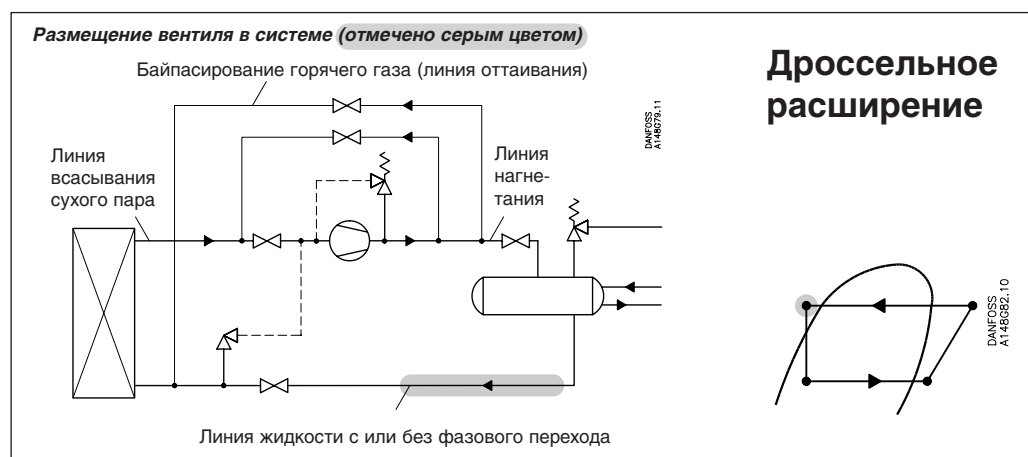 Размещение вентиля в системе (отмечено серым цветом)
Байпасирование горячего газа (линия оттаивания)
Дроссельное
расширение
DANFOSS
A148G79.11
Линия
всасывания
сухого пара
Линия
нагне-
тания
DANFOSS
A148G82.10
Линия жидкости с или без фазового перехода